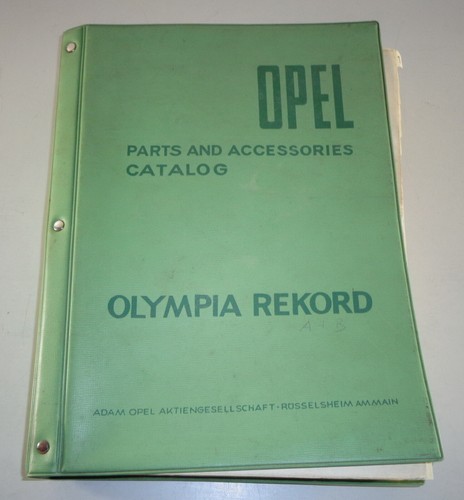 OPEL
PARTS AND ACCESSORIES
CATALOG
OLYMPIA REKORD
ADAM OPEL AKTIENGESELLSCHAFT · RÜSSELSHEIM AM MAIN